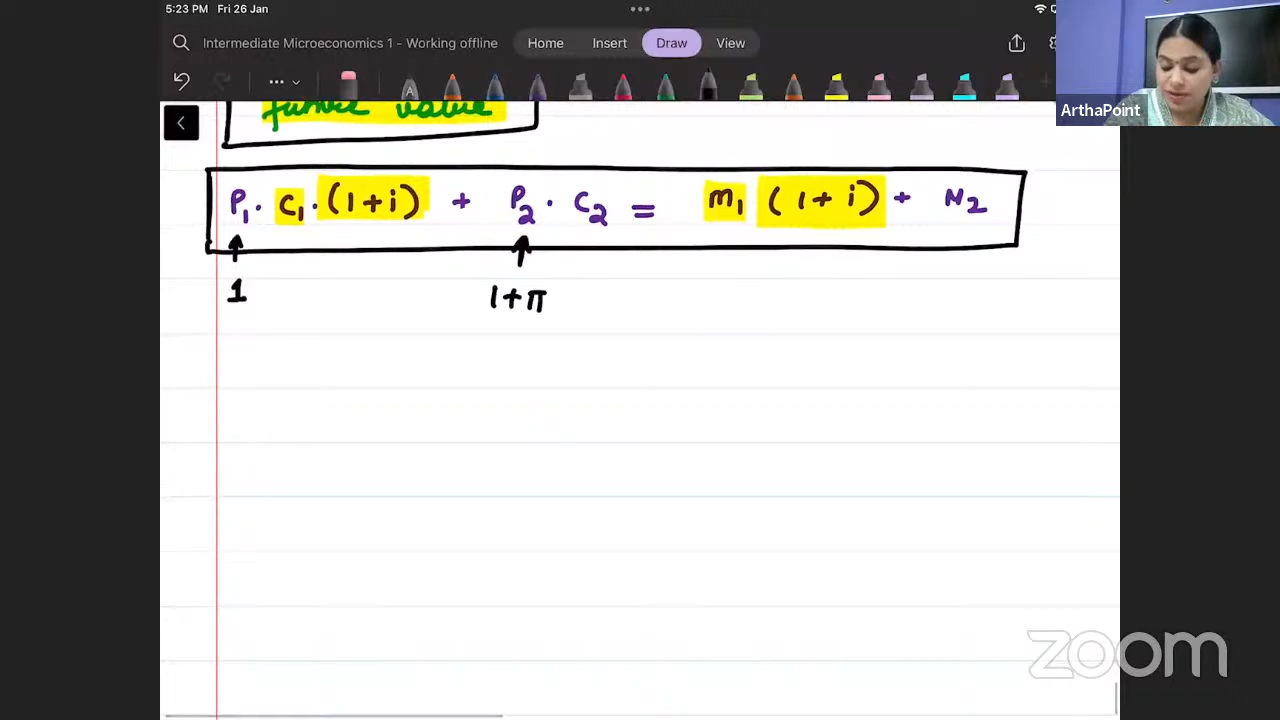 5:23 PM Fri 26 Jan
Intermediate Microeconomics 1 - Working offline Home Insert Draw View
A
ArthaPoint
future value
P₁ · C₁ · (1+i) + P₂ · C₂ = m₁ (1+i) + M₂
1
1+π
zoom